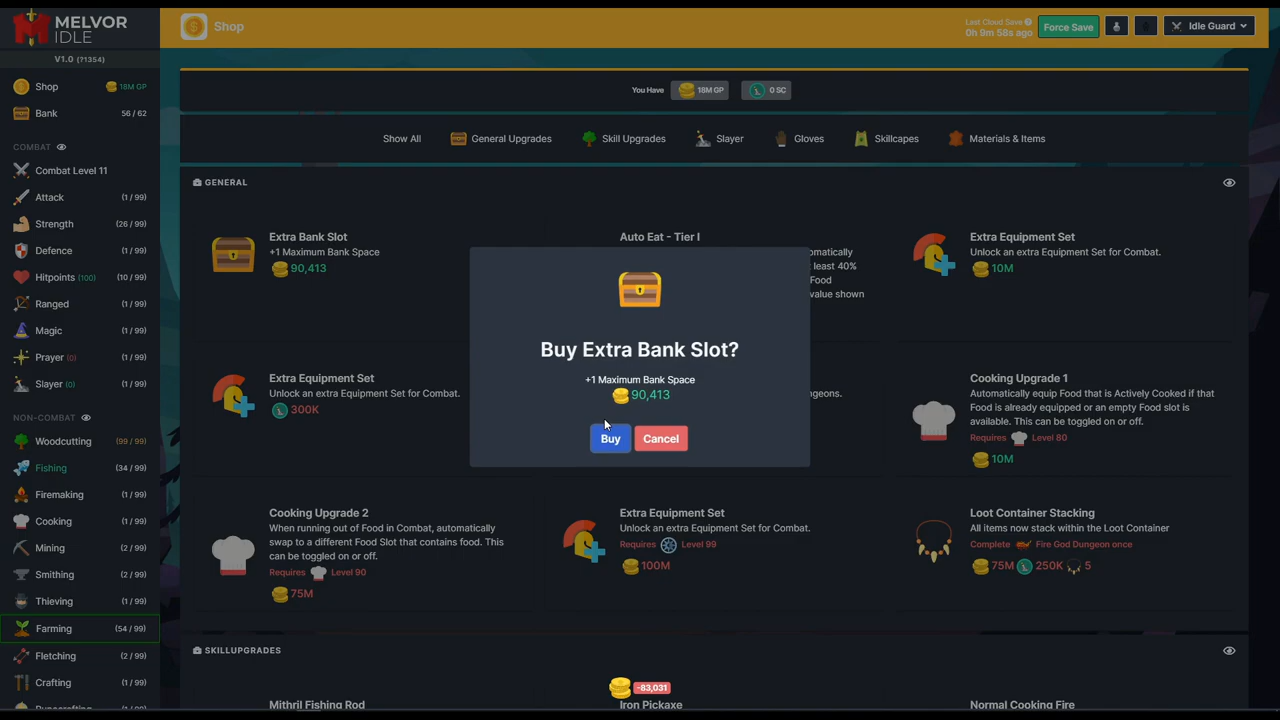 MELVOR
IDLE
V1.0 (?1354)
Shop
18M GP
Bank
56 / 62
COMBAT
Combat Level 11
Attack
(1 / 99)
Strength
(26 / 99)
Defence
(1 / 99)
Hitpoints (100)
(10 / 99)
Ranged
(1 / 99)
Magic
(1 / 99)
Prayer (0)
(1 / 99)
Slayer (0)
(1 / 99)
NON-COMBAT
Woodcutting
(99 / 99)
Fishing
(34 / 99)
Firemaking
(1 / 99)
Cooking
(1 / 99)
Mining
(2 / 99)
Smithing
(2 / 99)
Thieving
(1 / 99)
Farming
(54 / 99)
Fletching
(2 / 99)
Crafting
(1 / 99)
Shop
Last Cloud Save
0h 9m 58s ago
Force Save
Idle Guard
You Have
18M GP
0 SC
Show All
General Upgrades
Skill Upgrades
Slayer
Gloves
Skillcapes
Materials & Items
GENERAL
Extra Bank Slot
+1 Maximum Bank Space
90,413
Auto Eat - Tier I
omatically
least 40%
Food
value shown
Extra Equipment Set
Unlock an extra Equipment Set for Combat.
10M
Buy Extra Bank Slot?
+1 Maximum Bank Space
90,413
Buy
Cancel
Extra Equipment Set
Unlock an extra Equipment Set for Combat.
300K
ngeons.
Cooking Upgrade 1
Automatically equip Food that is Actively Cooked if that
Food is already equipped or an empty Food slot is
available. This can be toggled on or off.
Requires Level 80
10M
Cooking Upgrade 2
When running out of Food in Combat, automatically
swap to a different Food Slot that contains food. This
can be toggled on or off.
Requires Level 90
75M
Extra Equipment Set
Unlock an extra Equipment Set for Combat.
Requires Level 99
100M
Loot Container Stacking
All items now stack within the Loot Container
Complete Fire God Dungeon once
75M 250K 5
SKILLUPGRADES
-83,031
Mithril Fishing Rod
Iron Pickaxe
Normal Cooking Fire